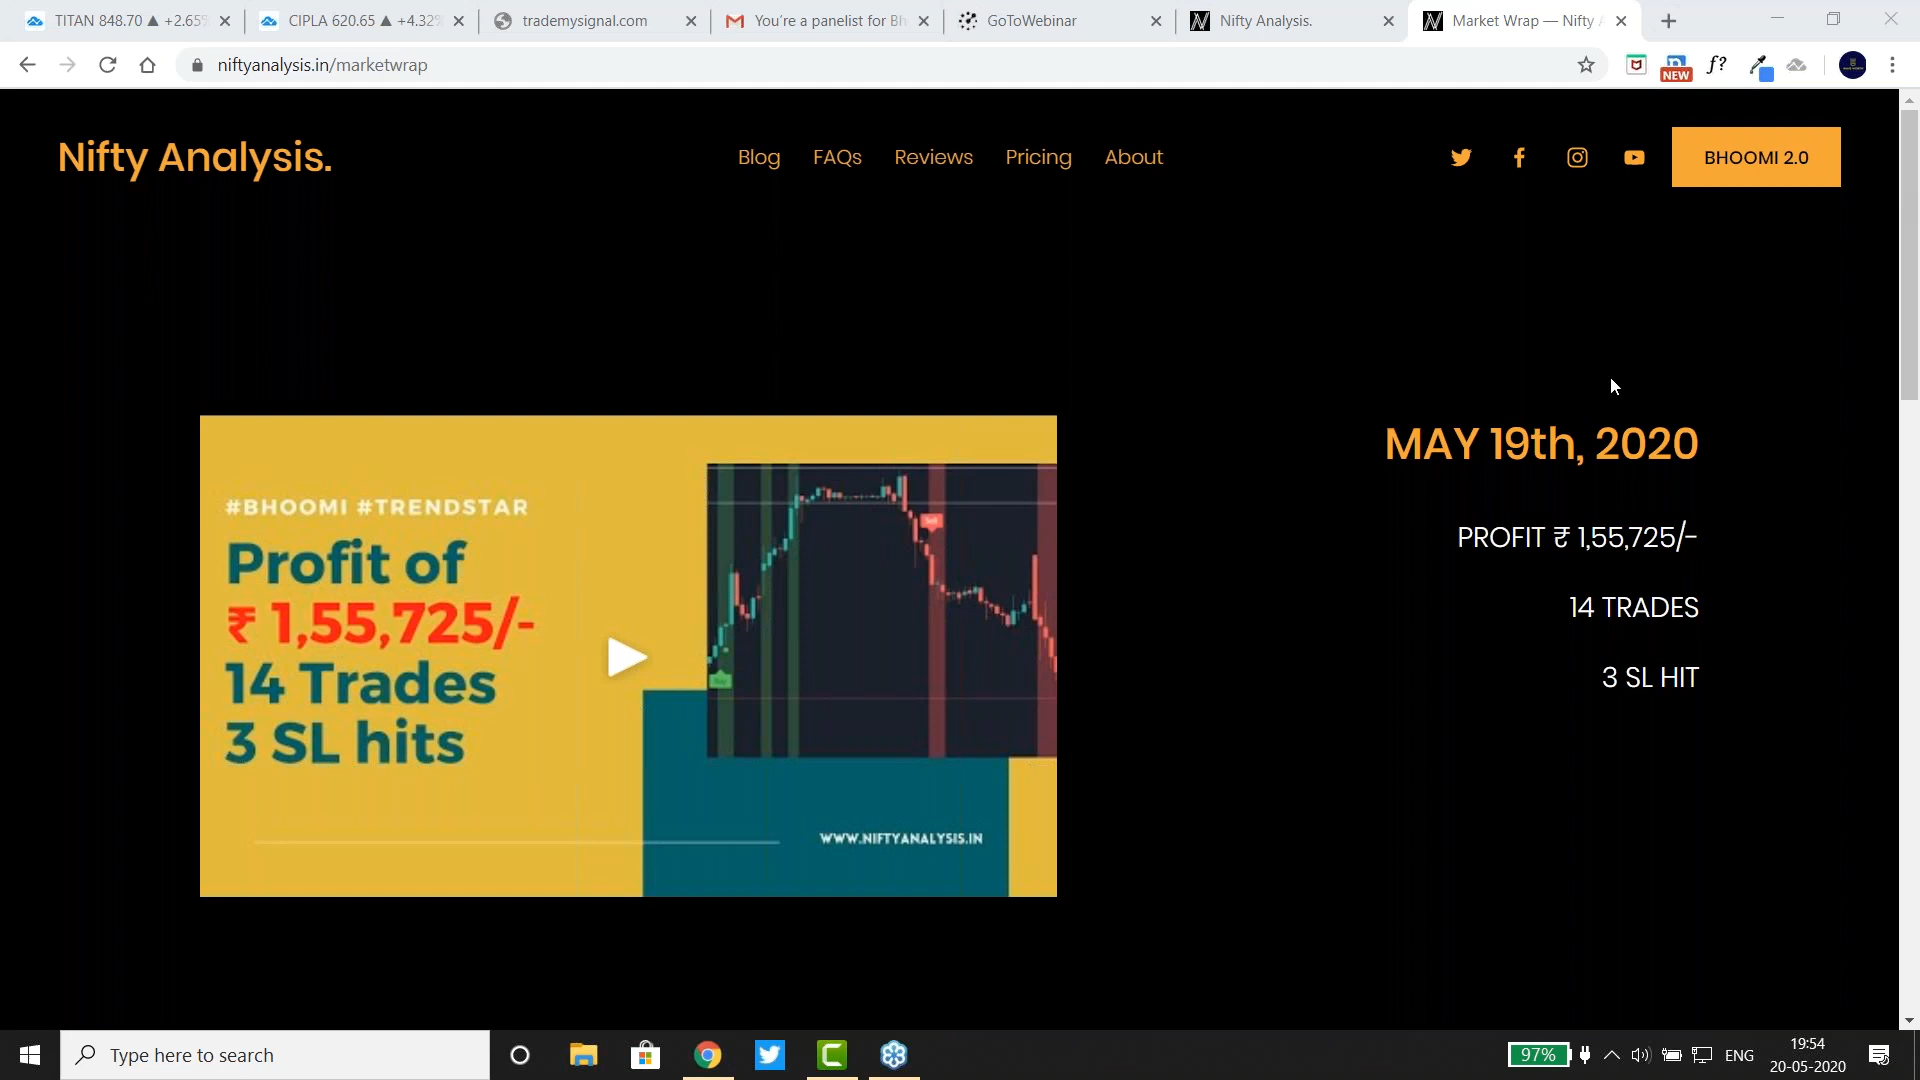 TITAN 848.70 ▲ +2.65%
CIPLA 620.65 ▲ +4.32%
trademysignal.com
You're a panelist for Bh
GoToWebinar
Nifty Analysis.
Market Wrap — Nifty A
niftyanalysis.in/marketwrap
NEW
f?
Nifty Analysis.
Blog
FAQs
Reviews
Pricing
About
BHOOMI 2.0
#BHOOMI #TRENDSTAR
Profit of
₹ 1,55,725/-
14 Trades
3 SL hits
Sell
WWW.NIFTYANALYSIS.IN
MAY 19th, 2020
PROFIT ₹ 1,55,725/-
14 TRADES
3 SL HIT
Type here to search
97%
ENG
19:54
20-05-2020